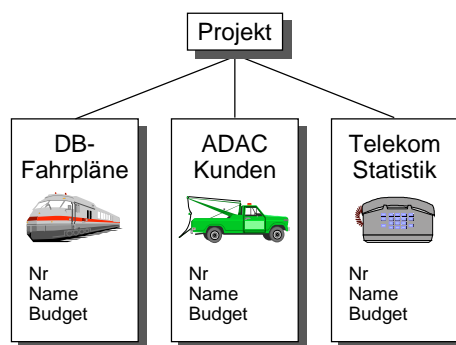 Projekt
DB-
Fahrpläne
Nr
Name
Budget
ADAC
Kunden
Nr
Name
Budget
Telekom
Statistik
Nr
Name
Budget